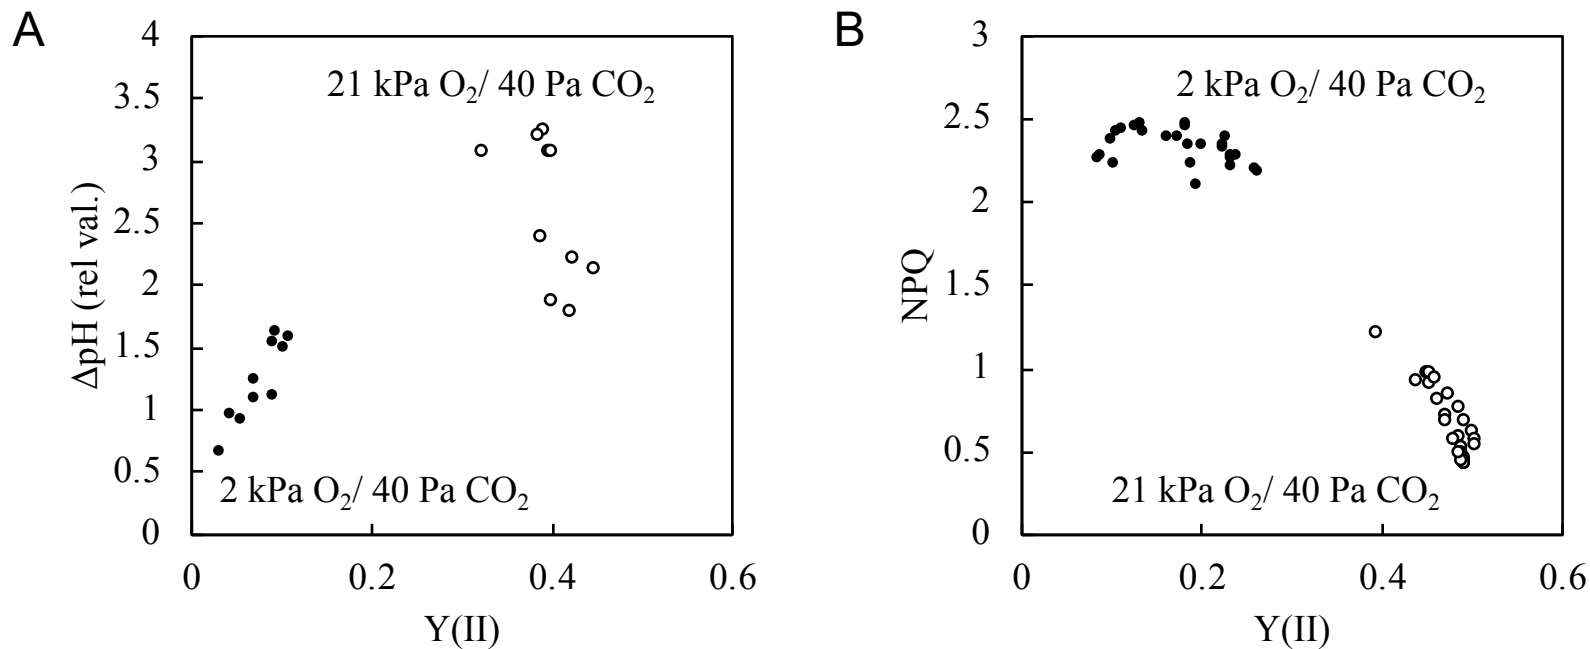 A
4
3.5
3
2.5
2
1.5
1
0.5
0
ΔpH (rel val.)
21 kPa O₂/ 40 Pa CO₂
2 kPa O₂/ 40 Pa CO₂
0 0.2 0.4 0.6
Y(II)
B
3
2.5
2
1.5
1
0.5
0
NPQ
2 kPa O₂/ 40 Pa CO₂
21 kPa O₂/ 40 Pa CO₂
0 0.2 0.4 0.6
Y(II)